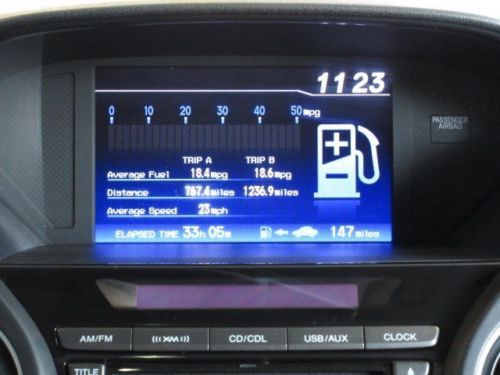 1123
0 10 20 30 40 50 mpg
PASSENGER AIRBAG
TRIP A TRIP B
Average Fuel 18.4mpg 18.6mpg
Distance 767.4miles 1236.9miles
Average Speed 23mph
ELAPSED TIME 33h 05m 147miles
AM/FM ((XM)) CD/CDL USB/AUX CLOCK
TITLE